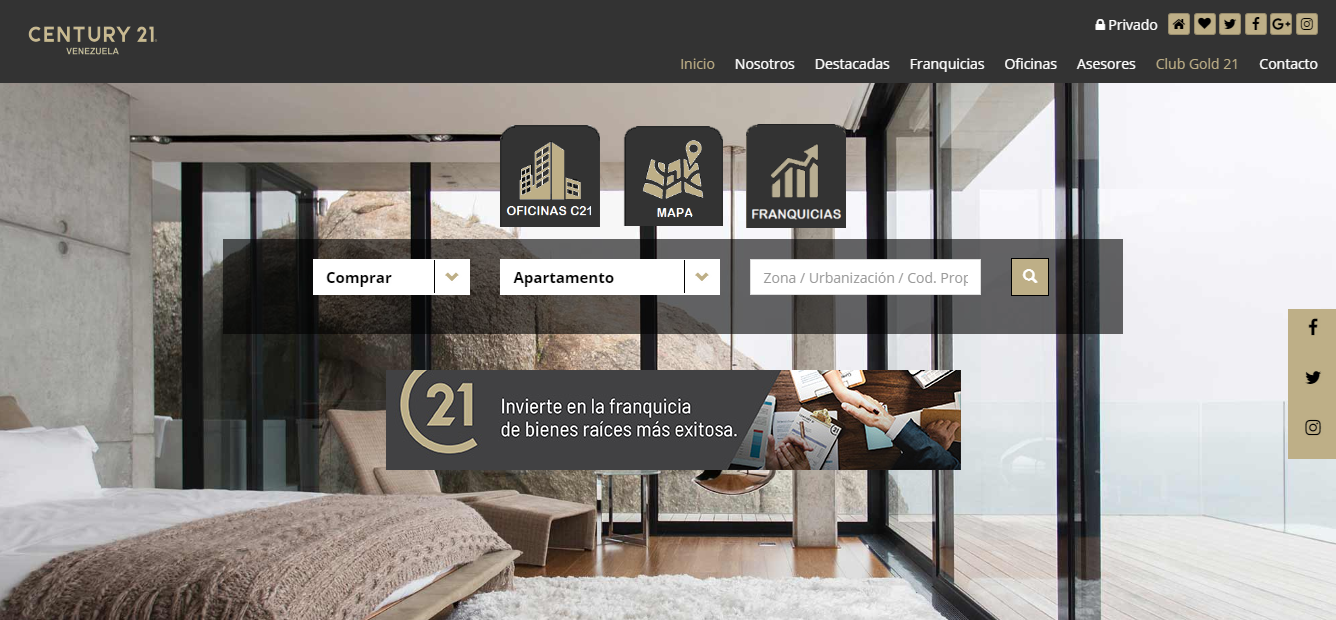 CENTURY 21
VENEZUELA
Privado
Inicio Nosotros Destacadas Franquicias Oficinas Asesores Club Gold 21 Contacto
OFICINAS C21
MAPA
FRANQUICIAS
Comprar
Apartamento
Zona / Urbanización / Cod. Prop
21
Invierte en la franquicia
de bienes raíces más exitosa.